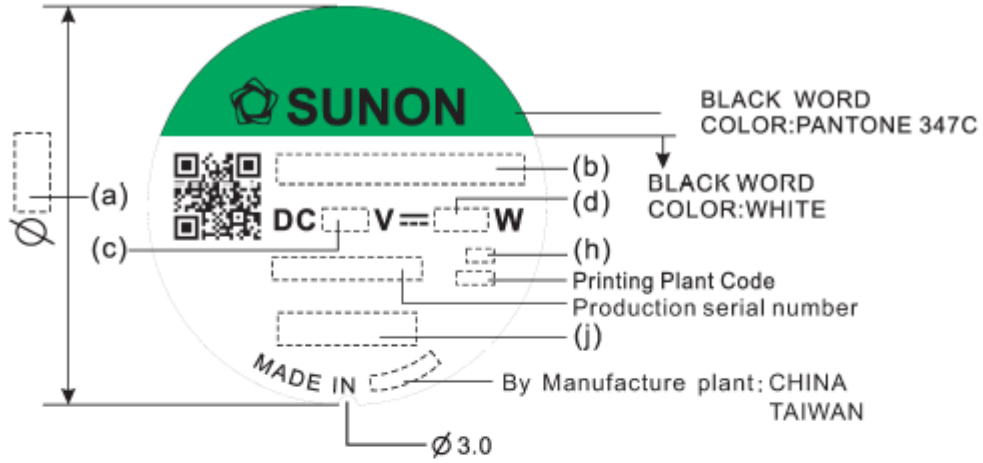 SUNON
BLACK WORD
COLOR:PANTONE 347C
BLACK WORD
COLOR:WHITE
(a)
Ø
(b)
(d)
DC V W
(c)
(h)
Printing Plant Code
Production serial number
(j)
MADE IN
By Manufacture plant: CHINA
TAIWAN
Ø 3.0